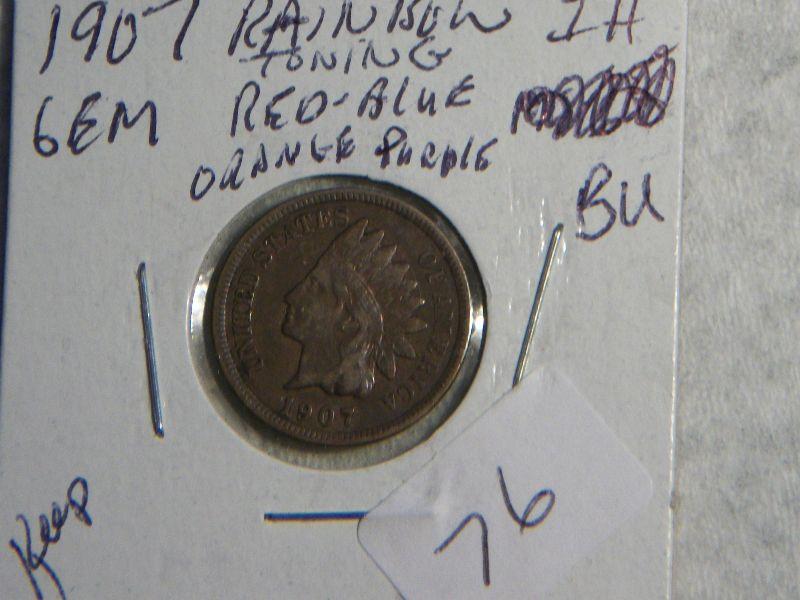 1907 RAINBOW IH
TONING
GEM RED-BLUE
ORANGE PURPLE
BU
UNITED STATES OF AMERICA
1907
Keep
76